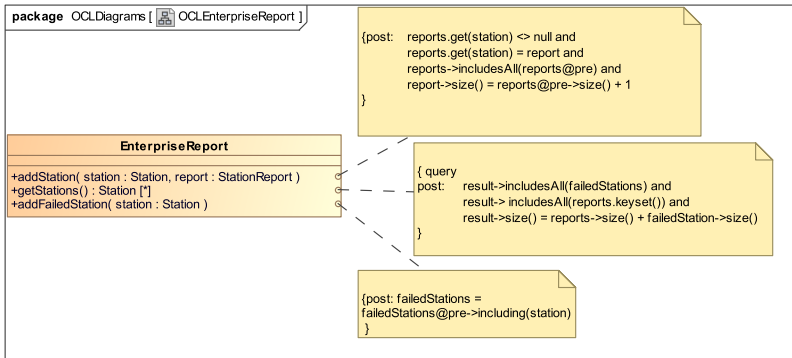 package OCLDiagrams [ OCLEnterpriseReport ]
{post: reports.get(station) <> null and
reports.get(station) = report and
reports->includesAll(reports@pre) and
report->size() = reports@pre->size() + 1
}
EnterpriseReport
+addStation( station : Station, report : StationReport )
+getStations() : Station [*]
+addFailedStation( station : Station )
{ query
post: result->includesAll(failedStations) and
result-> includesAll(reports.keyset()) and
result->size() = reports->size() + failedStation->size()
}
{post: failedStations =
failedStations@pre->including(station)
}